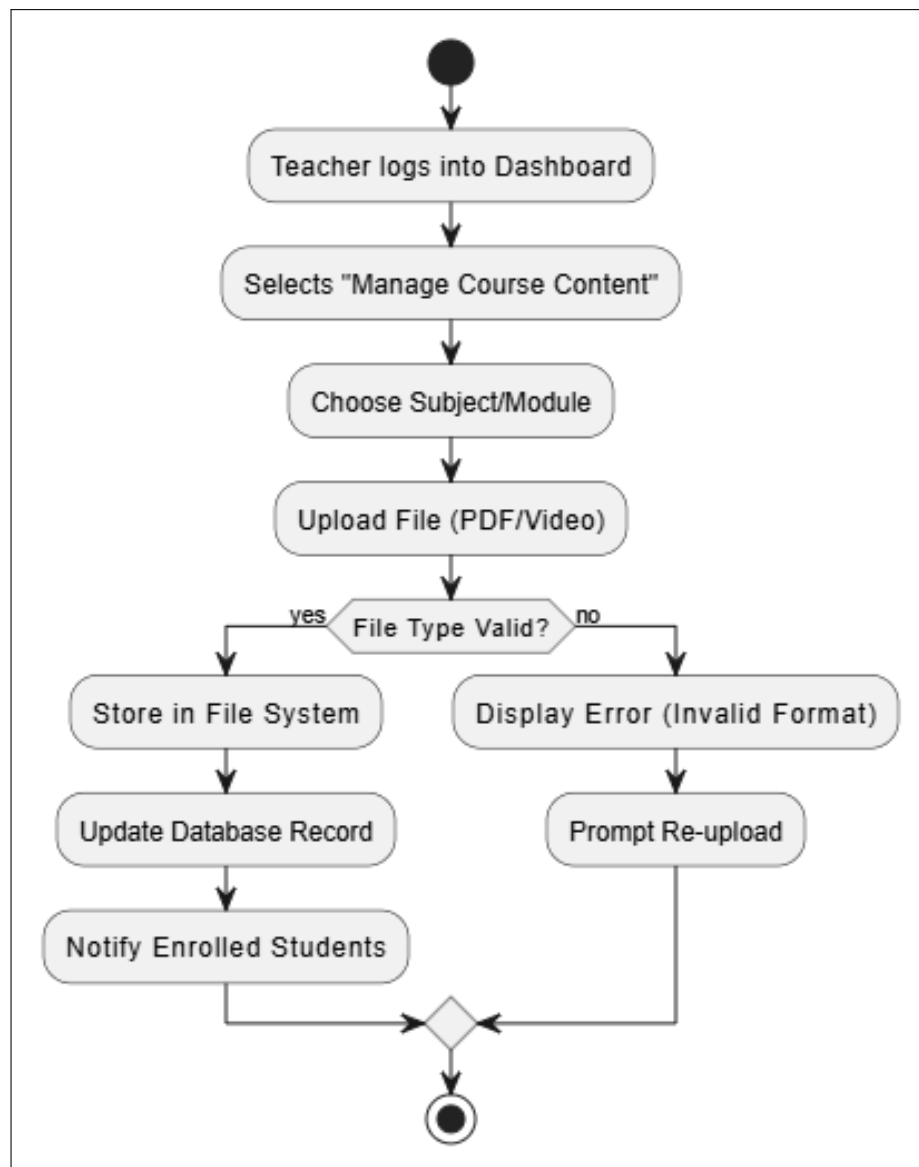 Teacher logs into Dashboard
Selects "Manage Course Content"
Choose Subject/Module
Upload File (PDF/Video)
File Type Valid?
yes
no
Store in File System
Update Database Record
Notify Enrolled Students
Display Error (Invalid Format)
Prompt Re-upload